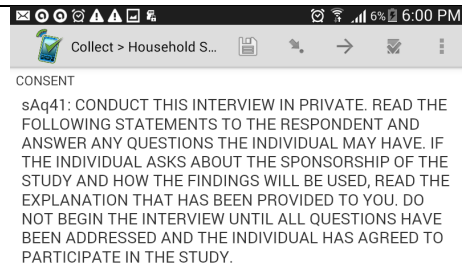 6% 6:00 PM
Collect > Household S...
CONSENT
sAq41: CONDUCT THIS INTERVIEW IN PRIVATE. READ THE
FOLLOWING STATEMENTS TO THE RESPONDENT AND
ANSWER ANY QUESTIONS THE INDIVIDUAL MAY HAVE. IF
THE INDIVIDUAL ASKS ABOUT THE SPONSORSHIP OF THE
STUDY AND HOW THE FINDINGS WILL BE USED, READ THE
EXPLANATION THAT HAS BEEN PROVIDED TO YOU. DO
NOT BEGIN THE INTERVIEW UNTIL ALL QUESTIONS HAVE
BEEN ADDRESSED AND THE INDIVIDUAL HAS AGREED TO
PARTICIPATE IN THE STUDY.